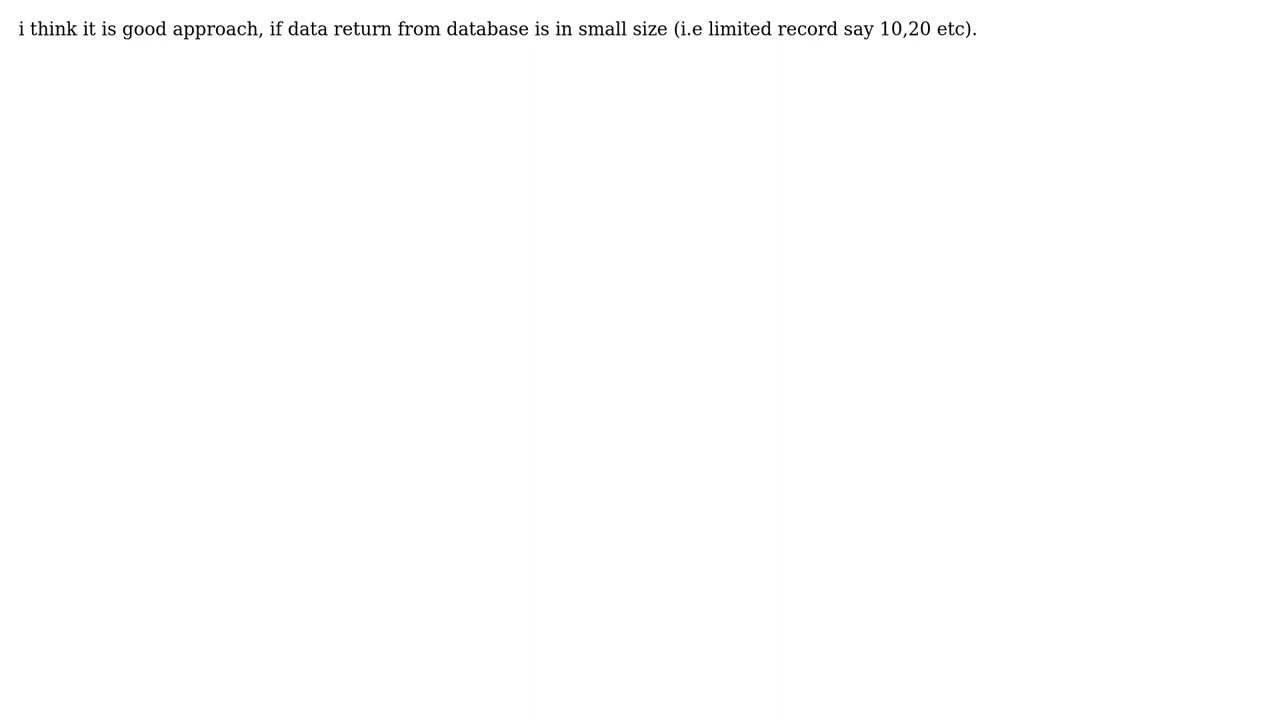 i think it is good approach, if data return from database is in small size (i.e limited record say 10,20 etc).